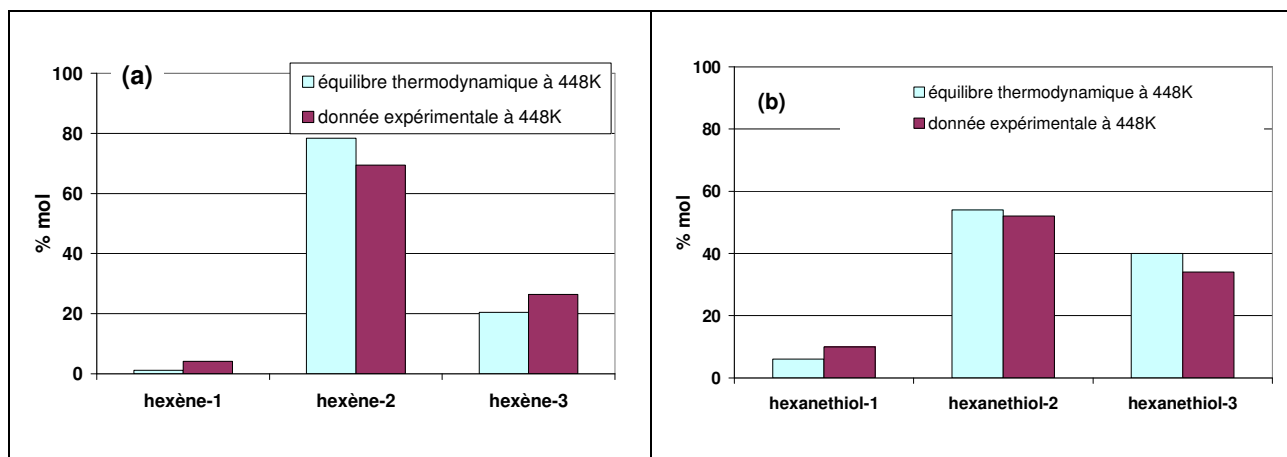 (a)
équilibre thermodynamique à 448K
donnée expérimentale à 448K
100
80
60
40
20
0
% mol
hexène-1
hexène-2
hexène-3
(b)
équilibre thermodynamique à 448K
donnée expérimentale à 448K
100
80
60
40
20
0
% mol
hexanethiol-1
hexanethiol-2
hexanethiol-3